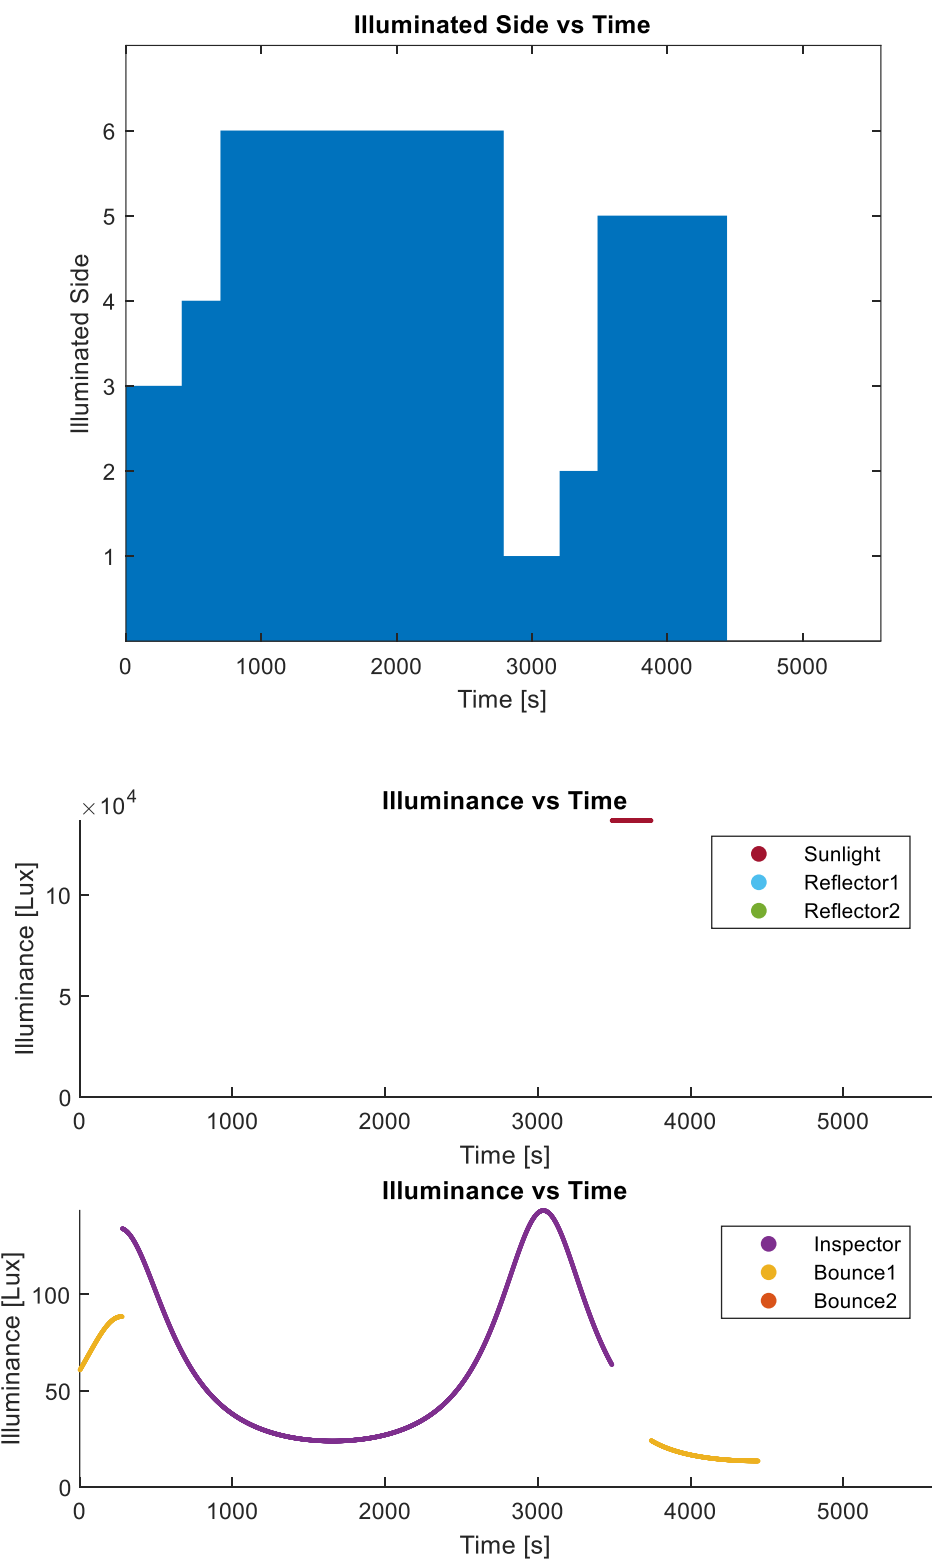 Illuminated Side vs Time
Illuminated Side
6
5
4
3
2
1
0 1000 2000 3000 4000 5000
Time [s]
Illuminance vs Time
×10^4
Illuminance [Lux]
10
5
0
Sunlight
Reflector1
Reflector2
0 1000 2000 3000 4000 5000
Time [s]
Illuminance vs Time
Illuminance [Lux]
100
50
0
Inspector
Bounce1
Bounce2
0 1000 2000 3000 4000 5000
Time [s]